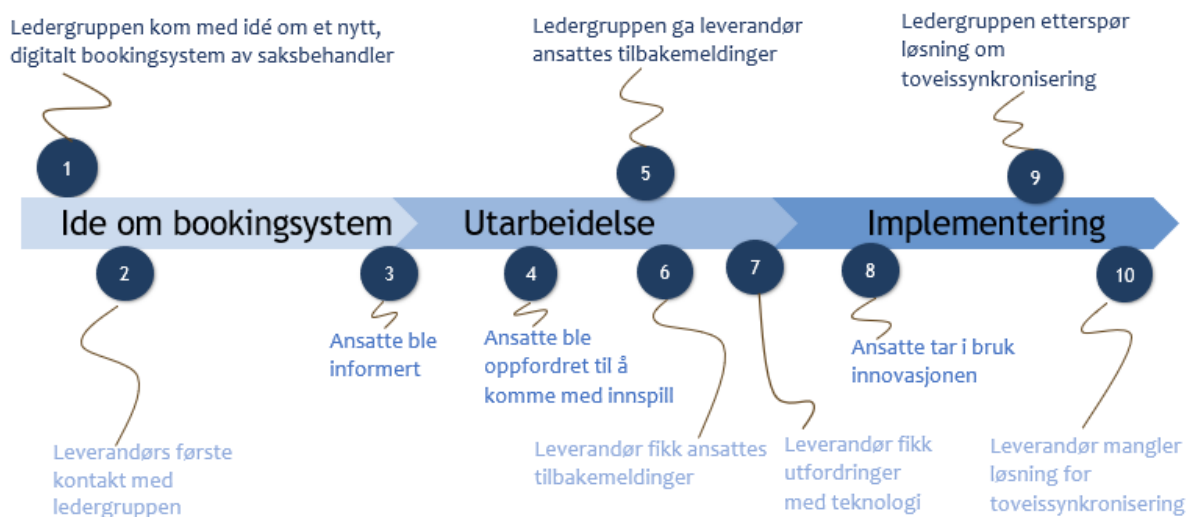 Ledergruppen kom med idé om et nytt,
digitalt bookingsystem av saksbehandler
Ledergruppen ga leverandør
ansattes tilbakemeldinger
Ledergruppen etterspør
løsning om
toveissynkronisering
1
5
9
Ide om bookingsystem
Utarbeidelse
Implementering
2
3
4
6
7
8
10
Ansatte ble
informert
Ansatte ble
oppfordret til å
komme med innspill
Ansatte tar i bruk
innovasjonen
Leverandørs første
kontakt med
ledergruppen
Leverandør fikk ansattes
tilbakemeldinger
Leverandør fikk
utfordringer
med teknologi
Leverandør mangler
løsning for
toveissynkronisering